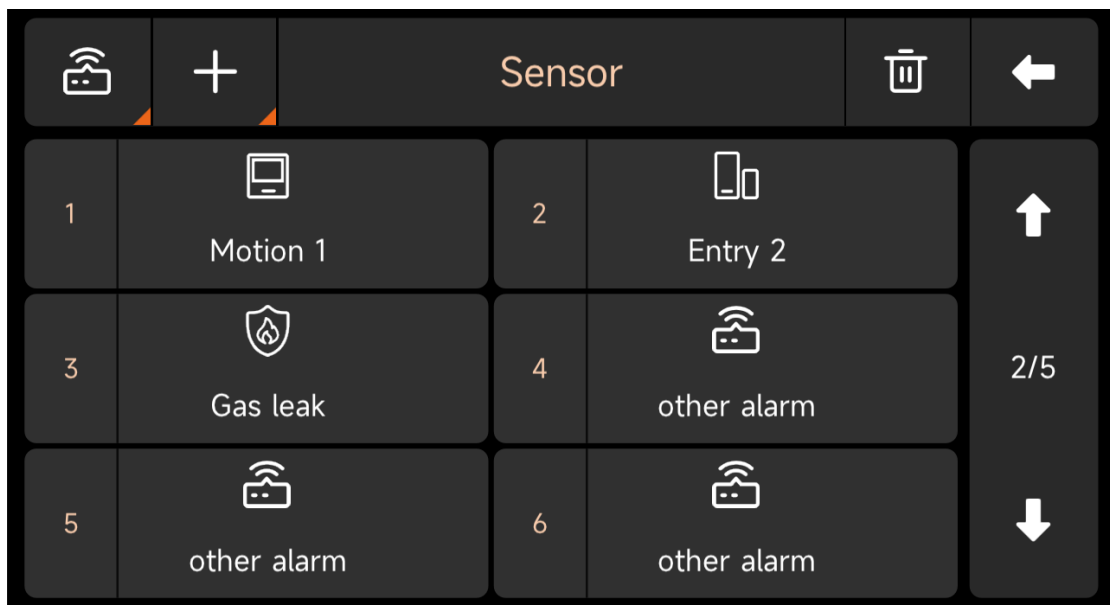 Sensor
1
Motion 1
2
Entry 2
3
Gas leak
4
other alarm
2/5
5
other alarm
6
other alarm